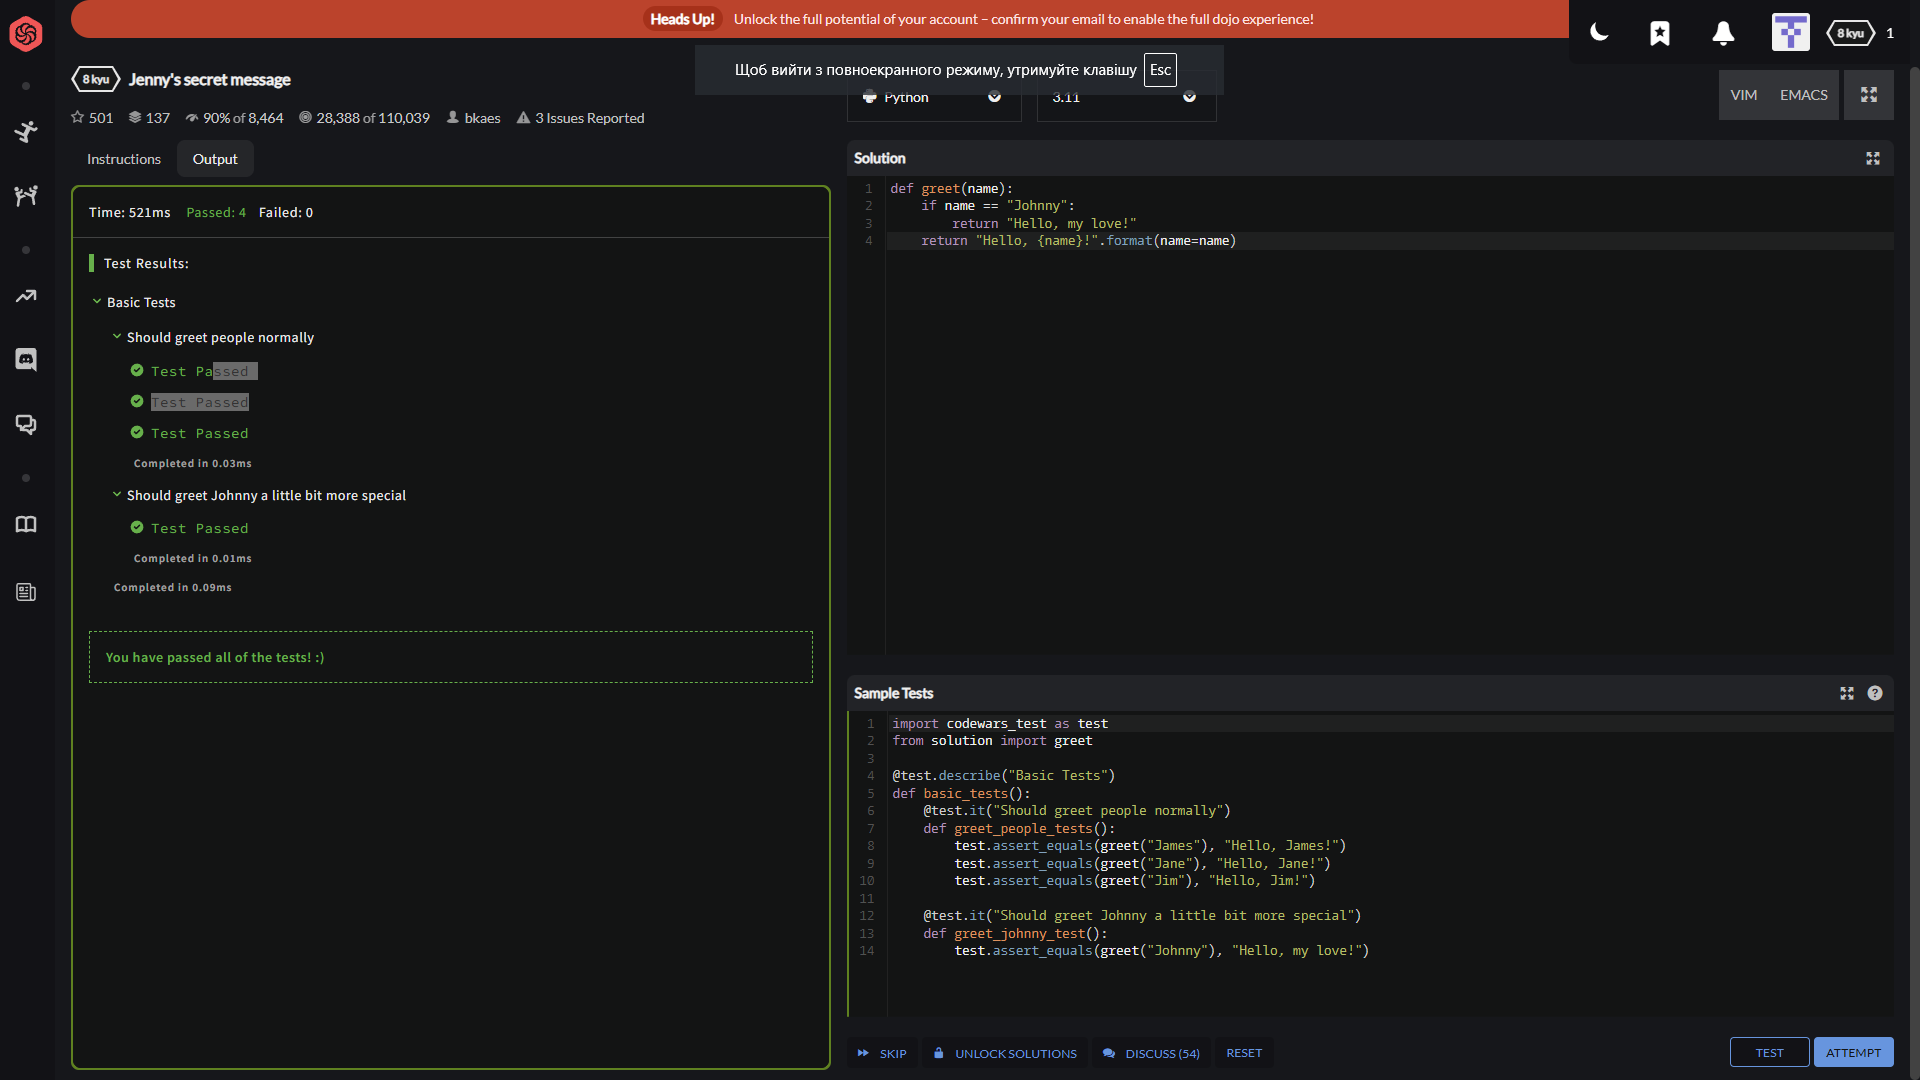 Heads Up! Unlock the full potential of your account – confirm your email to enable the full dojo experience!
8 kyu 1
Щоб вийти з повноекранного режиму, утримуйте клавішу Esc
8 kyu Jenny's secret message
501 137 90% of 8,464 28,388 of 110,039 bkaes 3 Issues Reported
Python 3.11
VIM EMACS
Instructions Output
Time: 521ms Passed: 4 Failed: 0
Test Results:
Basic Tests
Should greet people normally
Test Passed
Test Passed
Test Passed
Completed in 0.03ms
Should greet Johnny a little bit more special
Test Passed
Completed in 0.01ms
Completed in 0.09ms
You have passed all of the tests! :)
Solution
1 def greet(name):
2     if name == "Johnny":
3         return "Hello, my love!"
4     return "Hello, {name}!".format(name=name)
Sample Tests
1 import codewars_test as test
2 from solution import greet
3
4 @test.describe("Basic Tests")
5 def basic_tests():
6     @test.it("Should greet people normally")
7     def greet_people_tests():
8         test.assert_equals(greet("James"), "Hello, James!")
9         test.assert_equals(greet("Jane"), "Hello, Jane!")
10         test.assert_equals(greet("Jim"), "Hello, Jim!")
11
12     @test.it("Should greet Johnny a little bit more special")
13     def greet_johnny_test():
14         test.assert_equals(greet("Johnny"), "Hello, my love!")
SKIP UNLOCK SOLUTIONS DISCUSS (54) RESET
TEST ATTEMPT